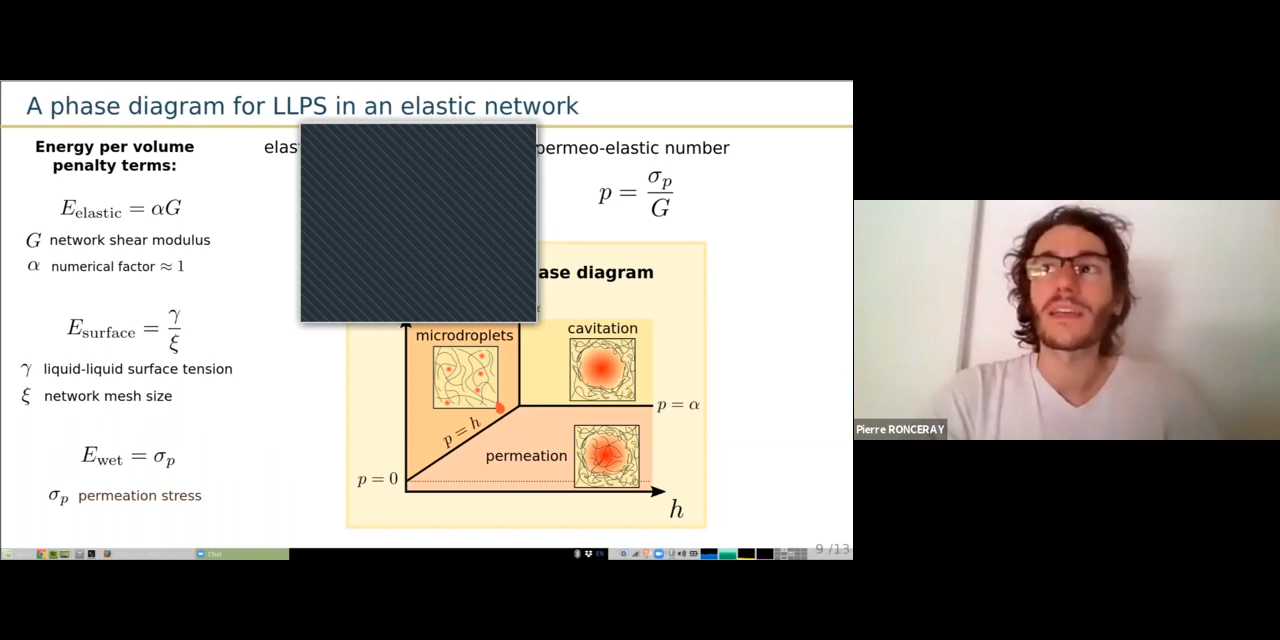 A phase diagram for LLPS in an elastic network
Energy per volume
penalty terms:
E_elastic = αG
G network shear modulus
α numerical factor ≈ 1
E_surface = γ/ξ
γ liquid-liquid surface tension
ξ network mesh size
E_wet = σ_p
σ_p permeation stress
elas
permeo-elastic number
p = σ_p/G
ase diagram
microdroplets
cavitation
p = α
p = h
permeation
p = 0
h
Chat
EN
9 /13
Pierre RONCERAY